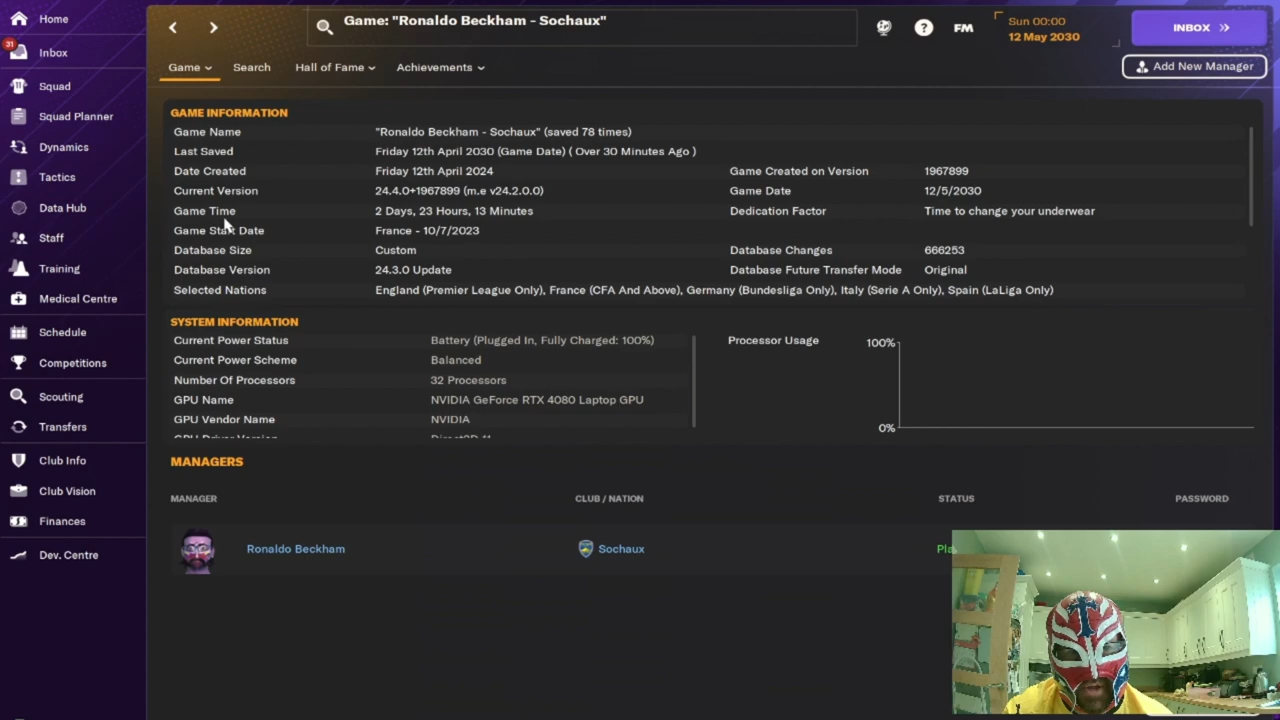 Home
31
Inbox
Squad
Squad Planner
Dynamics
Tactics
Data Hub
Staff
Training
Medical Centre
Schedule
Competitions
Scouting
Transfers
Club Info
Club Vision
Finances
Dev. Centre
Game: "Ronaldo Beckham - Sochaux"
?
FM
Sun 00:00
12 May 2030
INBOX
Game
Search
Hall of Fame
Achievements
Add New Manager
GAME INFORMATION
Game Name "Ronaldo Beckham - Sochaux" (saved 78 times)
Last Saved Friday 12th April 2030 (Game Date) ( Over 30 Minutes Ago )
Date Created Friday 12th April 2024 Game Created on Version 1967899
Current Version 24.4.0+1967899 (m.e v24.2.0.0) Game Date 12/5/2030
Game Time 2 Days, 23 Hours, 13 Minutes Dedication Factor Time to change your underwear
Game Start Date France - 10/7/2023
Database Size Custom Database Changes 666253
Database Version 24.3.0 Update Database Future Transfer Mode Original
Selected Nations England (Premier League Only), France (CFA And Above), Germany (Bundesliga Only), Italy (Serie A Only), Spain (LaLiga Only)
SYSTEM INFORMATION
Current Power Status Battery (Plugged In, Fully Charged: 100%)
Current Power Scheme Balanced
Number Of Processors 32 Processors
GPU Name NVIDIA GeForce RTX 4080 Laptop GPU
GPU Vendor Name NVIDIA
GPU Driver Version Direct3D 11
Processor Usage 100%
0%
MANAGERS
MANAGER CLUB / NATION STATUS PASSWORD
Ronaldo Beckham Sochaux Pla